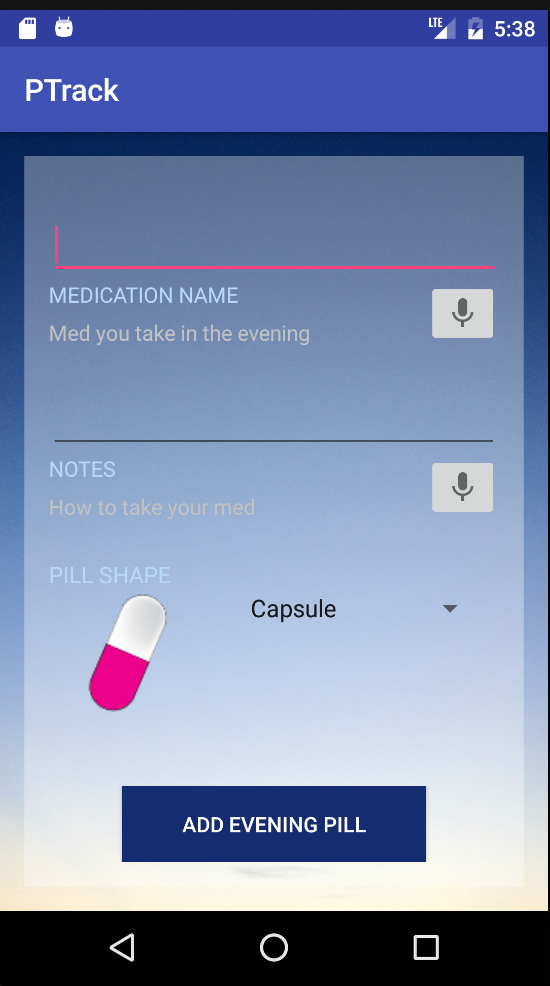 LTE
5:38
PTrack
MEDICATION NAME
Med you take in the evening
NOTES
How to take your med
PILL SHAPE
Capsule
ADD EVENING PILL